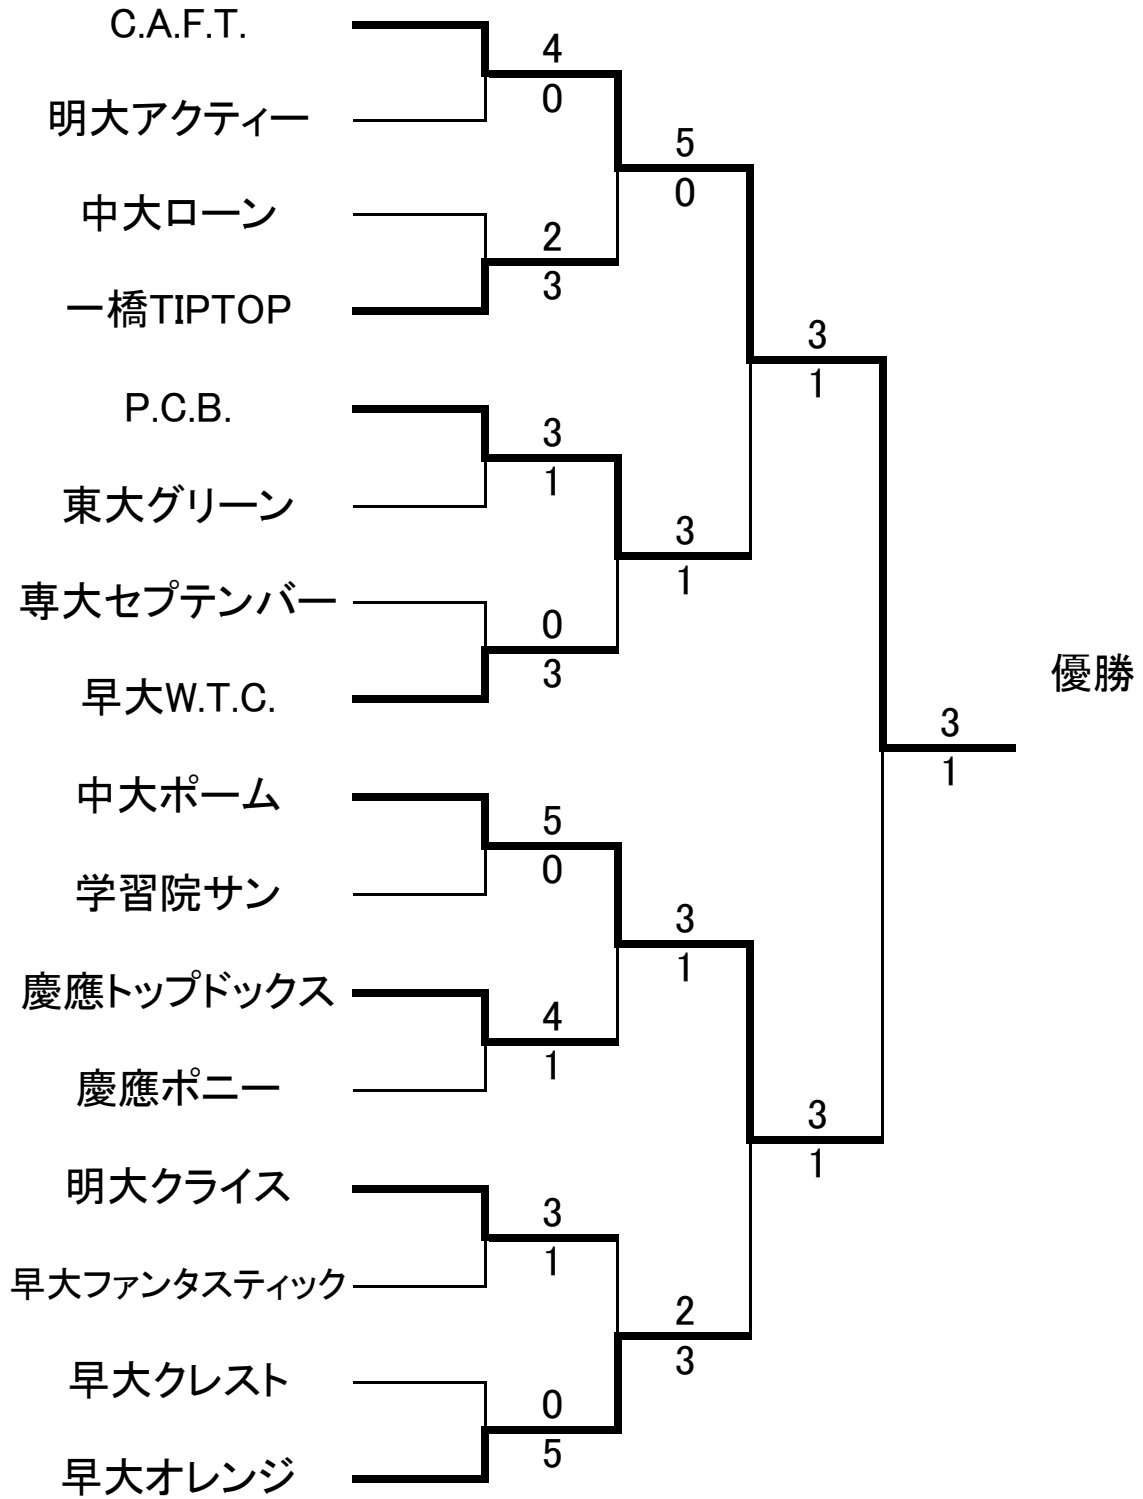 C.A.F.T.
4
0
明大アクティー
5
0
中大ローン
2
3
一橋TIPTOP
3
1
P.C.B.
3
1
東大グリーン
3
1
専大セプテンバー
0
3
早大W.T.C.
優勝
3
1
中大ポーム
5
0
学習院サン
3
1
慶應トップドックス
4
1
慶應ポニー
3
1
明大クライス
3
1
早大ファンタスティック
2
3
早大クレスト
0
5
早大オレンジ